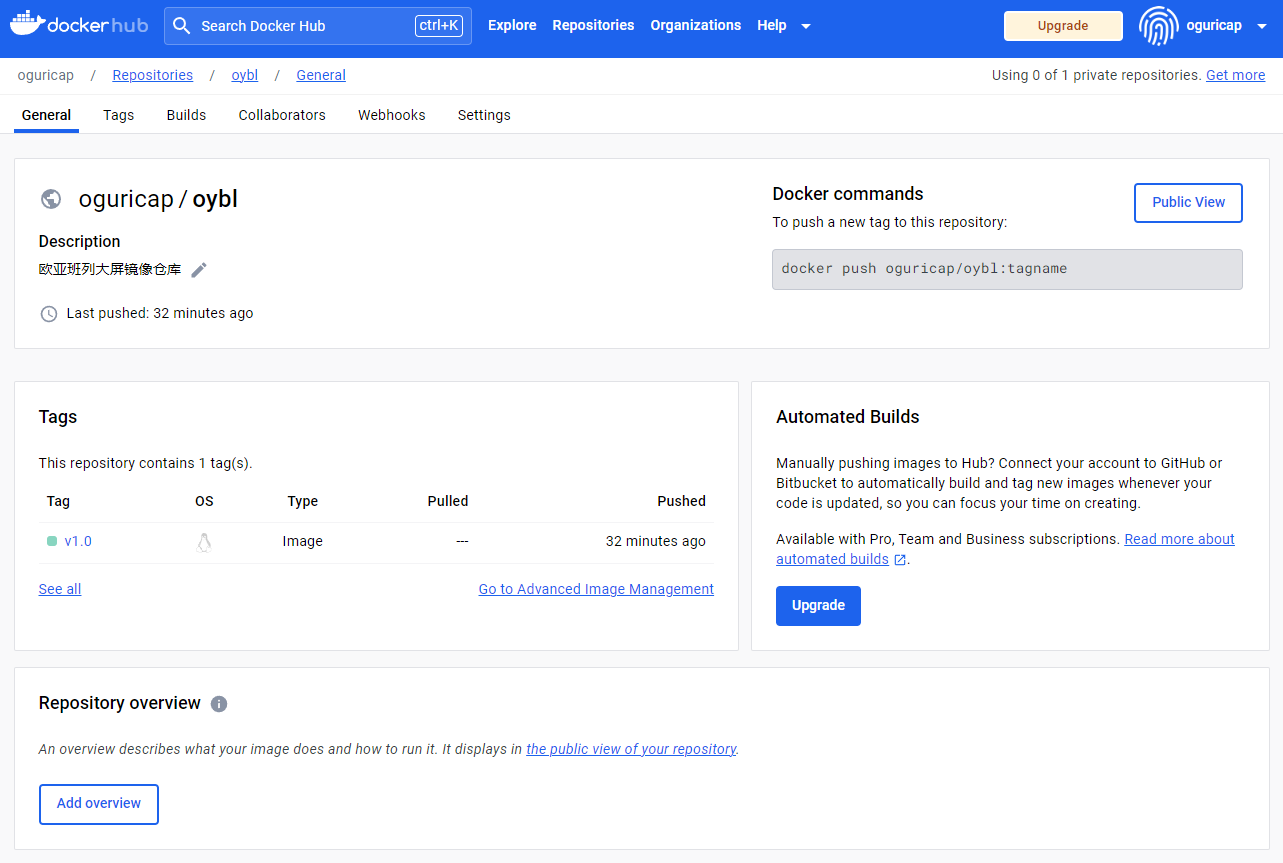 dockerhub Search Docker Hub ctrl+K Explore Repositories Organizations Help Upgrade oguricap
oguricap / Repositories / oybl / General Using 0 of 1 private repositories. Get more
General Tags Builds Collaborators Webhooks Settings
oguricap / oybl
Description
欧亚班列大屏镜像仓库
Last pushed: 32 minutes ago
Docker commands
Public View
To push a new tag to this repository:
docker push oguricap/oybl:tagname
Tags
This repository contains 1 tag(s).
Tag OS Type Pulled Pushed
v1.0 Image --- 32 minutes ago
See all Go to Advanced Image Management
Automated Builds
Manually pushing images to Hub? Connect your account to GitHub or
Bitbucket to automatically build and tag new images whenever your
code is updated, so you can focus your time on creating.
Available with Pro, Team and Business subscriptions. Read more about
automated builds .
Upgrade
Repository overview
An overview describes what your image does and how to run it. It displays in the public view of your repository.
Add overview